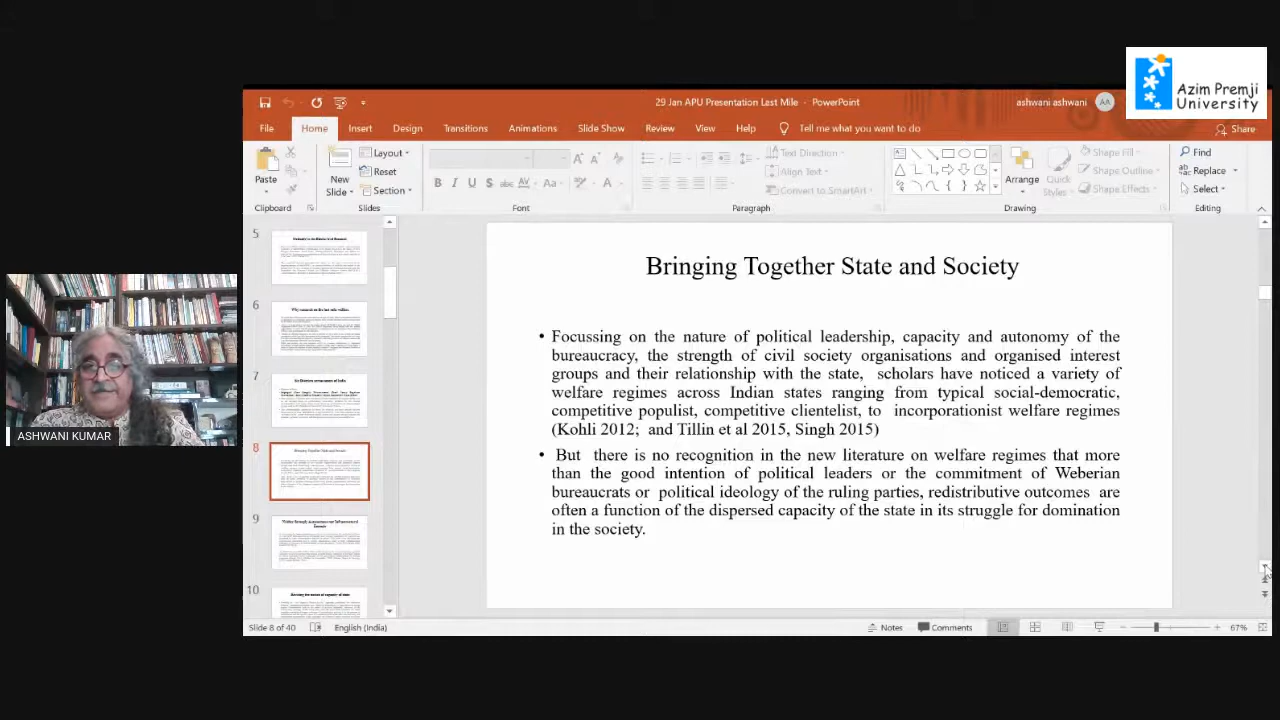 Azim Premji
University
29 Jan APU Presentation Last Mile - PowerPoint
ashwani ashwani
AA
File
Home
Insert
Design
Transitions
Animations
Slide Show
Review
View
Help
Tell me what you want to do
Share
Paste
Clipboard
New
Slide
Layout
Reset
Section
Slides
B I U S abc AV Aa A
Font
Text Direction
Align Text
Convert to SmartArt
Paragraph
Arrange
Quick
Styles
Shape Fill
Shape Outline
Shape Effects
Drawing
Find
Replace
Select
Editing
5
6
7
8
9
10
Bringing Together State and Society
• Focusing on the nature of political leadership, capacity and autonomy of the
bureaucracy, the strength of civil society organisations and organised interest
groups and their relationship with the state, scholars have noticed a variety of
welfare regimes across Indian states ranging from typical social-democratic,
competitive populist, competitive clientelist, to incorporationist welfare regimes
(Kohli 2012; and Tillin et al 2015, Singh 2015)
• But there is no recognition in the new literature on welfare regimes that more
than the good intention of political leaders or the commitment of Weberian
bureaucrats or political ideology of the ruling parties, redistributive outcomes are
often a function of the dispersed capacity of the state in its struggle for domination
in the society.
ASHWANI KUMAR
Slide 8 of 40
English (India)
Notes
Comments
67%